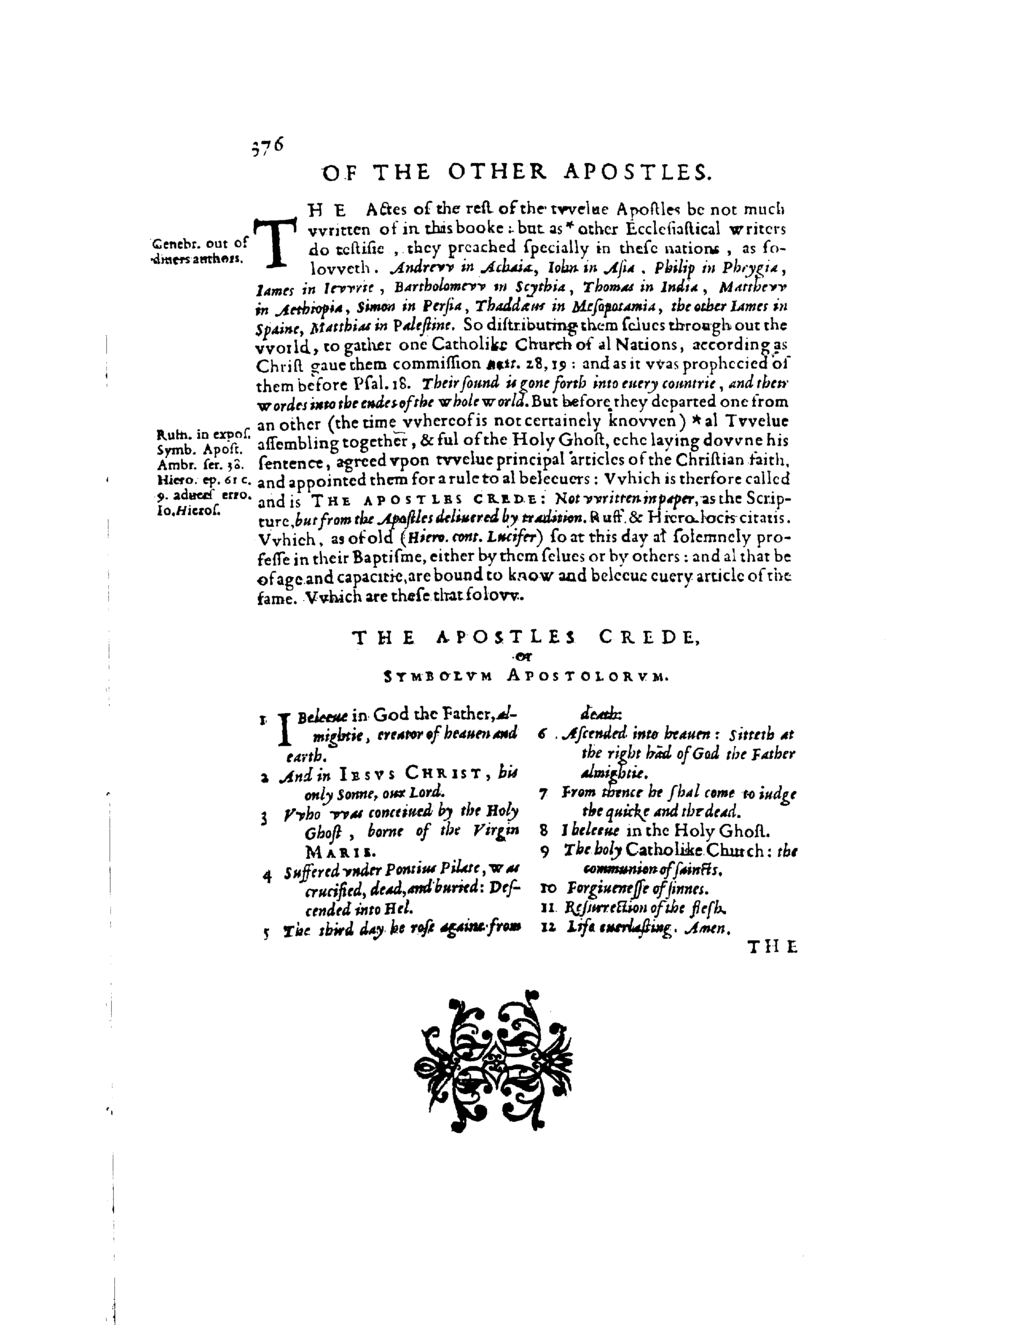 376
OF THE OTHER APOSTLES.
THE Actes of the rest of the tvvelue Apostles be not much
vvritten of in this booke: but as * other Ecclesiastical writers
do testifie, they preached specially in these nations, as fo-
lovveth. Andrevv in Achaia, Iohn in Asia, Philip in Phrygia,
Iames in Ievvrie, Bartholomevv in Scythia, Thomas in India, Matthevv
in Aethiopia, Simon in Persia, Thaddæus in Mesopotamia, the other Iames in
Spaine, Matthias in Palestine. So distributing them selues through out the
vvorld, to gather one Catholike Church of al Nations, according as
Christ gaue them commission Matt. 28, 19: and as it vvas prophecied of
them before Psal. 18. Their sound is gone forth into euery countrie, and their
wordes into the endes of the whole world. But before they departed one from
an other (the time vvhereof is not certainely knovven) * al Tvvelue
assembling together, & ful of the Holy Ghost, eche laying dovvne his
sentence, agreed vpon tvvelue principal articles of the Christian faith,
and appointed them for a rule to al beleeuers: Vvhich is therfore called
and is THE APOSTLES CREDE: Not vvritten in paper, as the Scrip-
ture, but from the Apostles deliuered by tradition. Ruff. & Hiero. locis citatis.
Vvhich, as of old (Hiero. cont. Lucifer) so at this day al solemnely pro-
fesse in their Baptisme, either by them selues or by others: and al that be
of age and capacitie, are bound to know and beleeue euery article of the
same. Vvhich are these that folovv.
Genebr. out of
diuers authors.
Ruffi. in expos.
Symb. Apost.
Ambr. ser. 38.
Hiero. ep. 61 c.
9. aduers. erro.
Io. Hieros.
THE APOSTLES CREDE,
or
SYMBOLVM APOSTOLORVM.
1 I Beleeue in God the Father, al-
mightie, creator of heauen and
earth.
2 And in IESVS CHRIST, his
only Sonne, our Lord.
3 Vvho vvas conceiued by the Holy
Ghost, borne of the Virgin
MARIE.
4 Suffered vnder Pontius Pilate, was
crucified, dead, and buried: Des-
cended into Hel.
5 The third day he rose againe from
death:
6 Ascended into heauen: Sitteth at
the right hãd of God the Father
almightie.
7 From thence he shal come to iudge
the quicke and the dead.
8 I beleeue in the Holy Ghost.
9 The holy Catholike Church: the
communion of saincts.
10 Forgiuenesse of sinnes.
11 Resurrection of the flesh.
12 Life euerlasting. Amen.
THE